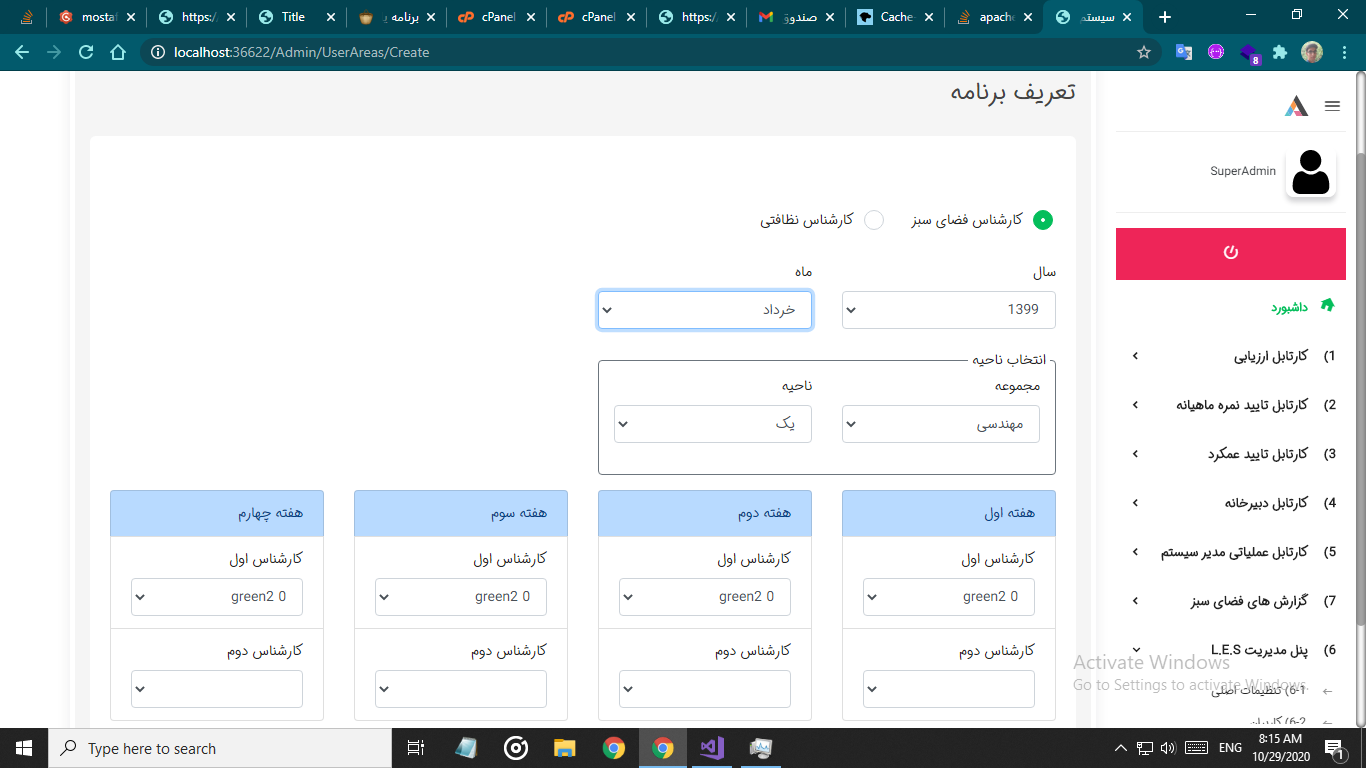 mostaf
https:/
Title
برنامه ی
cPanel
cPanel
https:/
صندوق
Cache-
apache
سیستم
localhost:36622/Admin/UserAreas/Create
8
تعریف برنامه
SuperAdmin
داشبورد
1) کارتابل ارزیابی
2) کارتابل تایید نمره ماهیانه
3) کارتابل تایید عمکرد
4) کارتابل دبیرخانه
5) کارتابل عملیاتی مدیر سیستم
7) گزارش های فضای سبز
6) پنل مدیریت L.E.S
6-1) تنظیمات اصلی
6-2) کاربران
کارشناس فضای سبز
کارشناس نظافتی
سال
ماه
1399
خرداد
انتخاب ناحیه
مجموعه
ناحیه
مهندسی
یک
هفته اول
هفته دوم
هفته سوم
هفته چهارم
کارشناس اول
کارشناس اول
کارشناس اول
کارشناس اول
green2 0
green2 0
green2 0
green2 0
کارشناس دوم
کارشناس دوم
کارشناس دوم
کارشناس دوم
Activate Windows
Go to Settings to activate Windows.
Type here to search
ENG
8:15 AM
10/29/2020
1